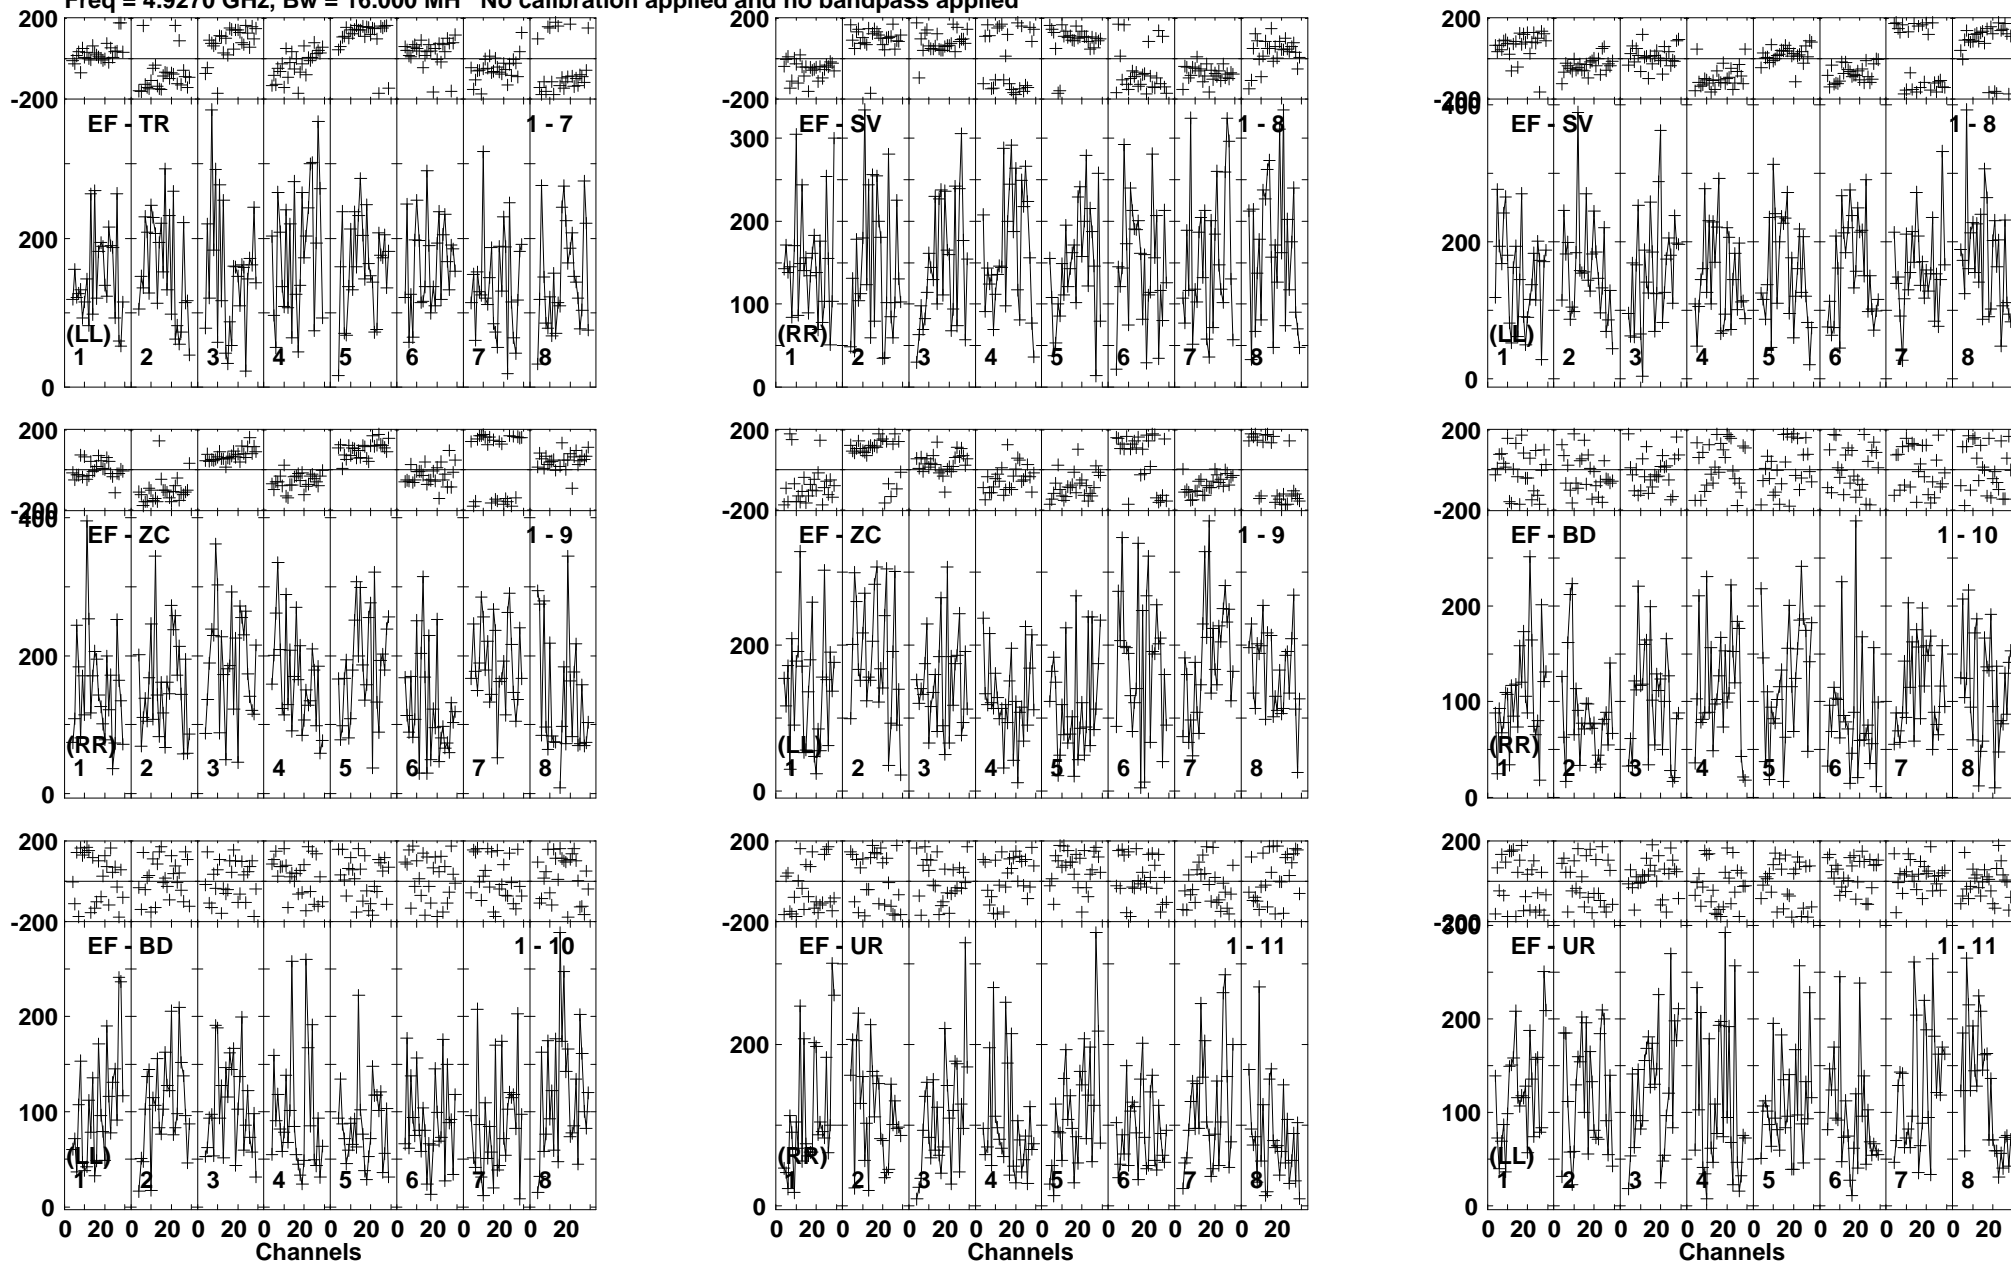 Freq = 4.9270 GHz, Bw = 16.000 MH No calibration applied and no bandpass applied
200 200 200
-200 -200 -200
EF - TR 1 - 7 EF - SV 1 - 8 400 EF - SV 1 - 8
300
200 200 200
100
(LL) (RR) (LL)
1 2 3 4 5 6 7 8 1 2 3 4 5 6 7 8 1 2 3 4 5 6 7 8
0 0 0
200 200 200
-200 -200 -200
400 EF - ZC 1 - 9 EF - ZC 1 - 9 EF - BD 1 - 10
200 200 200
100
(RR) (LL) (RR)
1 2 3 4 5 6 7 8 1 2 3 4 5 6 7 8 1 2 3 4 5 6 7 8
0 0 0
200 200 200
-200 -200 -200
EF - BD 1 - 10 EF - UR 1 - 11 300 EF - UR 1 - 11
200 200 200
100 100
(LL) (RR) (LL)
1 2 3 4 5 6 7 8 1 2 3 4 5 6 7 8 1 2 3 4 5 6 7 8
0 0 0
0 20 0 20 0 20 0 20 0 20 0 20 0 20 0 20 0 20 0 20 0 20 0 20 0 20 0 20 0 20 0 20 0 20 0 20 0 20 0 20 0 20 0 20 0 20 0 20
Channels Channels Channels